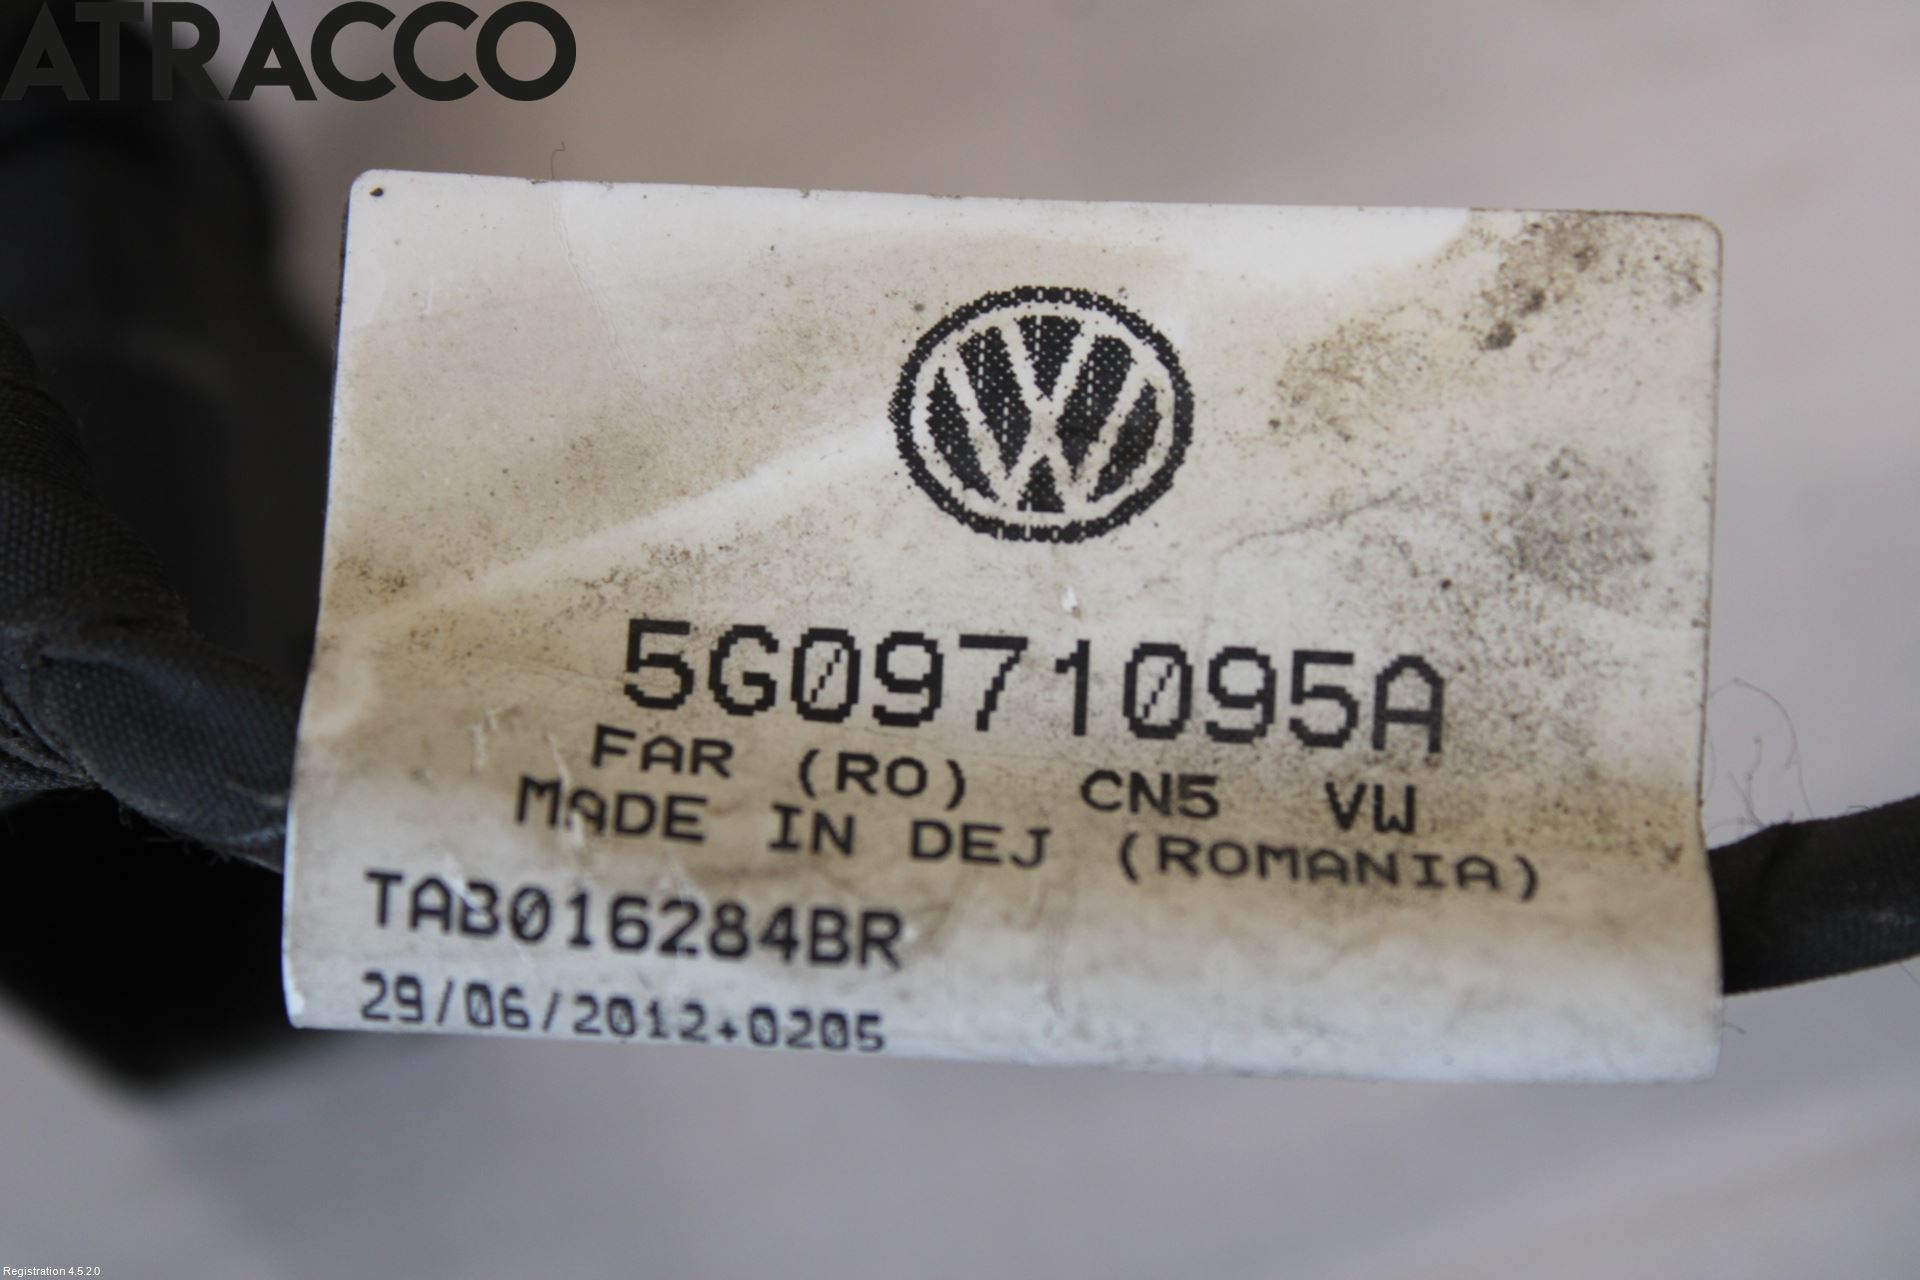 ATRACCO
5G0971095A
FAR (RO) CN5 VW
MADE IN DEJ (ROMANIA)
TAB016284BR
29/06/2012+0205
Registration 4.5.2.0